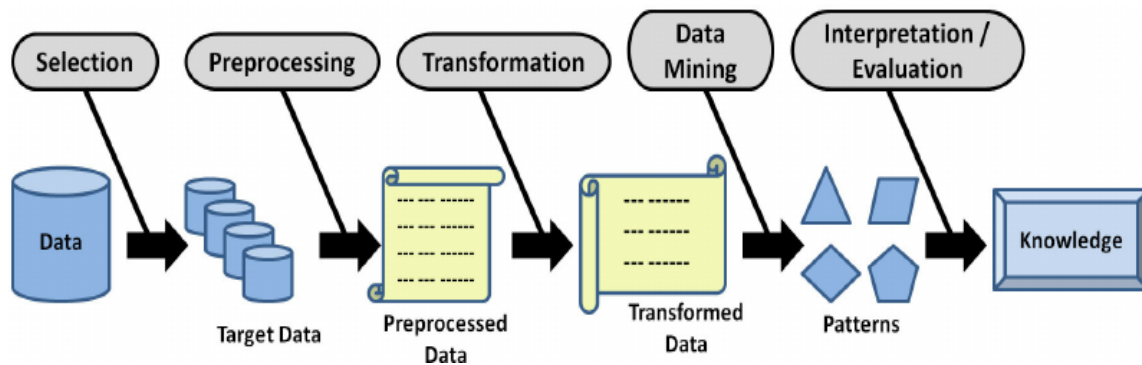 Selection
Preprocessing
Transformation
Data
Mining
Interpretation /
Evaluation
Data
Target Data
--- --- ------
--- --- ------
--- --- ------
--- --- ------
Preprocessed
Data
--- ------
--- ------
--- ------
Transformed
Data
Patterns
Knowledge